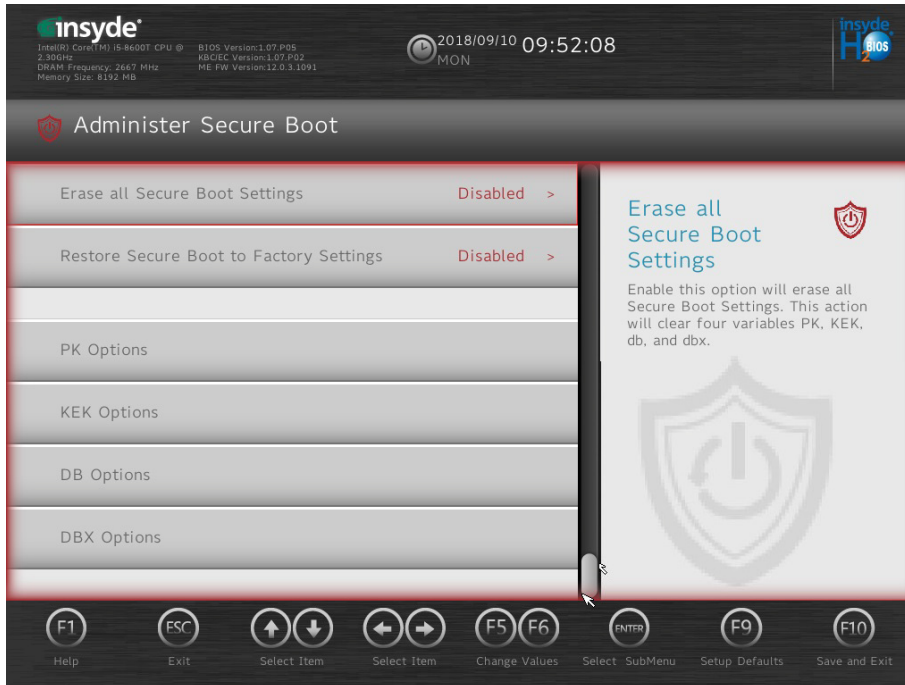 insyde
Intel(R) Core(TM) i5-8600T CPU @
2.30GHz
DRAM Frequency: 2667 MHz
Memory Size: 8192 MB
BIOS Version:1.07.P05
KBC/EC Version:1.07.P02
ME FW Version:12.0.3.1091
2018/09/10 09:52:08
MON
insyde
H2O BIOS
Administer Secure Boot
Erase all Secure Boot Settings Disabled >
Restore Secure Boot to Factory Settings Disabled >
PK Options
KEK Options
DB Options
DBX Options
Erase all
Secure Boot
Settings
Enable this option will erase all
Secure Boot Settings. This action
will clear four variables PK, KEK,
db, and dbx.
F1 ESC F5 F6 ENTER F9 F10
Help Exit Select Item Select Item Change Values Select SubMenu Setup Defaults Save and Exit